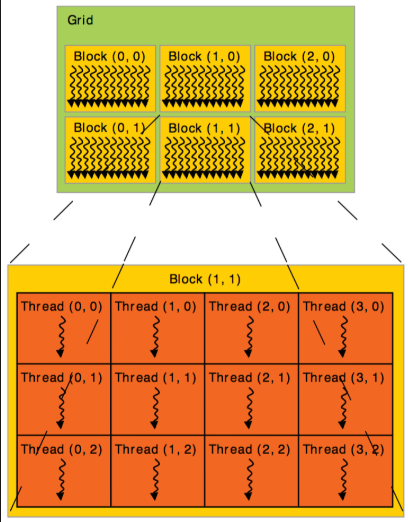 Grid
Block (0, 0) Block (1, 0) Block (2, 0)
Block (0, 1) Block (1, 1) Block (2, 1)
Block (1, 1)
Thread (0, 0) Thread (1, 0) Thread (2, 0) Thread (3, 0)
Thread (0, 1) Thread (1, 1) Thread (2, 1) Thread (3, 1)
Thread (0, 2) Thread (1, 2) Thread (2, 2) Thread (3, 2)